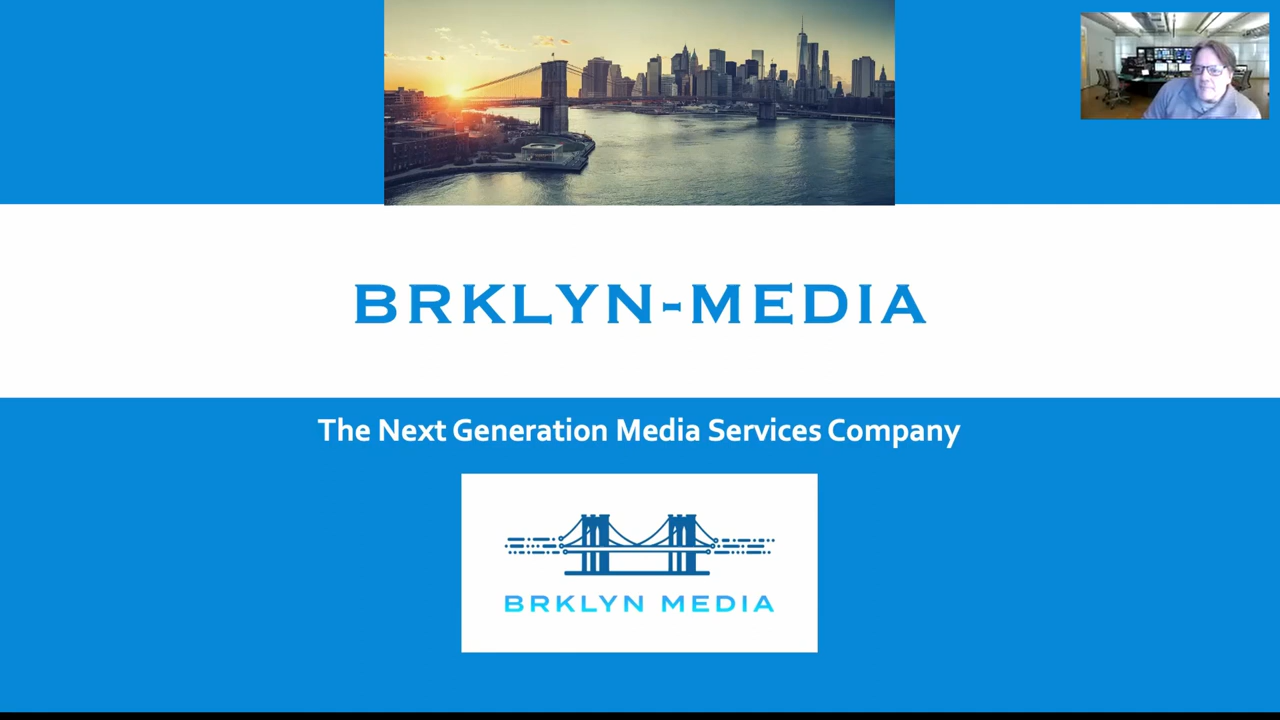 BRKLYN-MEDIA
The Next Generation Media Services Company
BRKLYN MEDIA